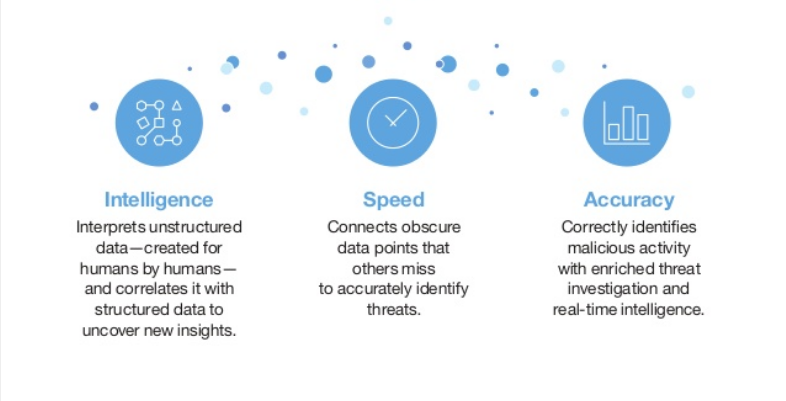 Intelligence
Interprets unstructured
data—created for
humans by humans—
and correlates it with
structured data to
uncover new insights.
Speed
Connects obscure
data points that
others miss
to accurately identify
threats.
Accuracy
Correctly identifies
malicious activity
with enriched threat
investigation and
real-time intelligence.